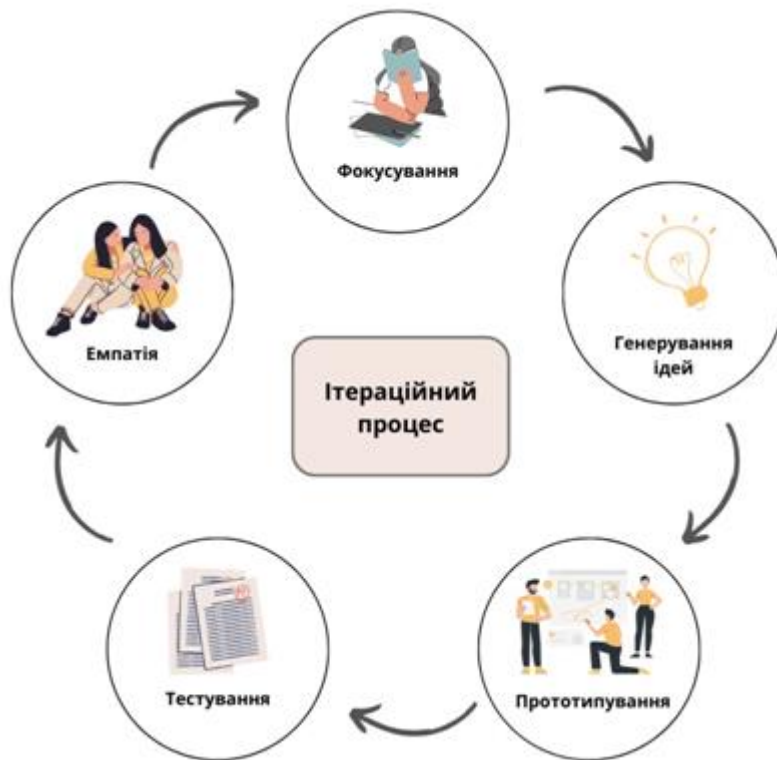 Фокусування
Емпатія
Генерування
ідей
Ітераційний
процес
Тестування
Прототипування